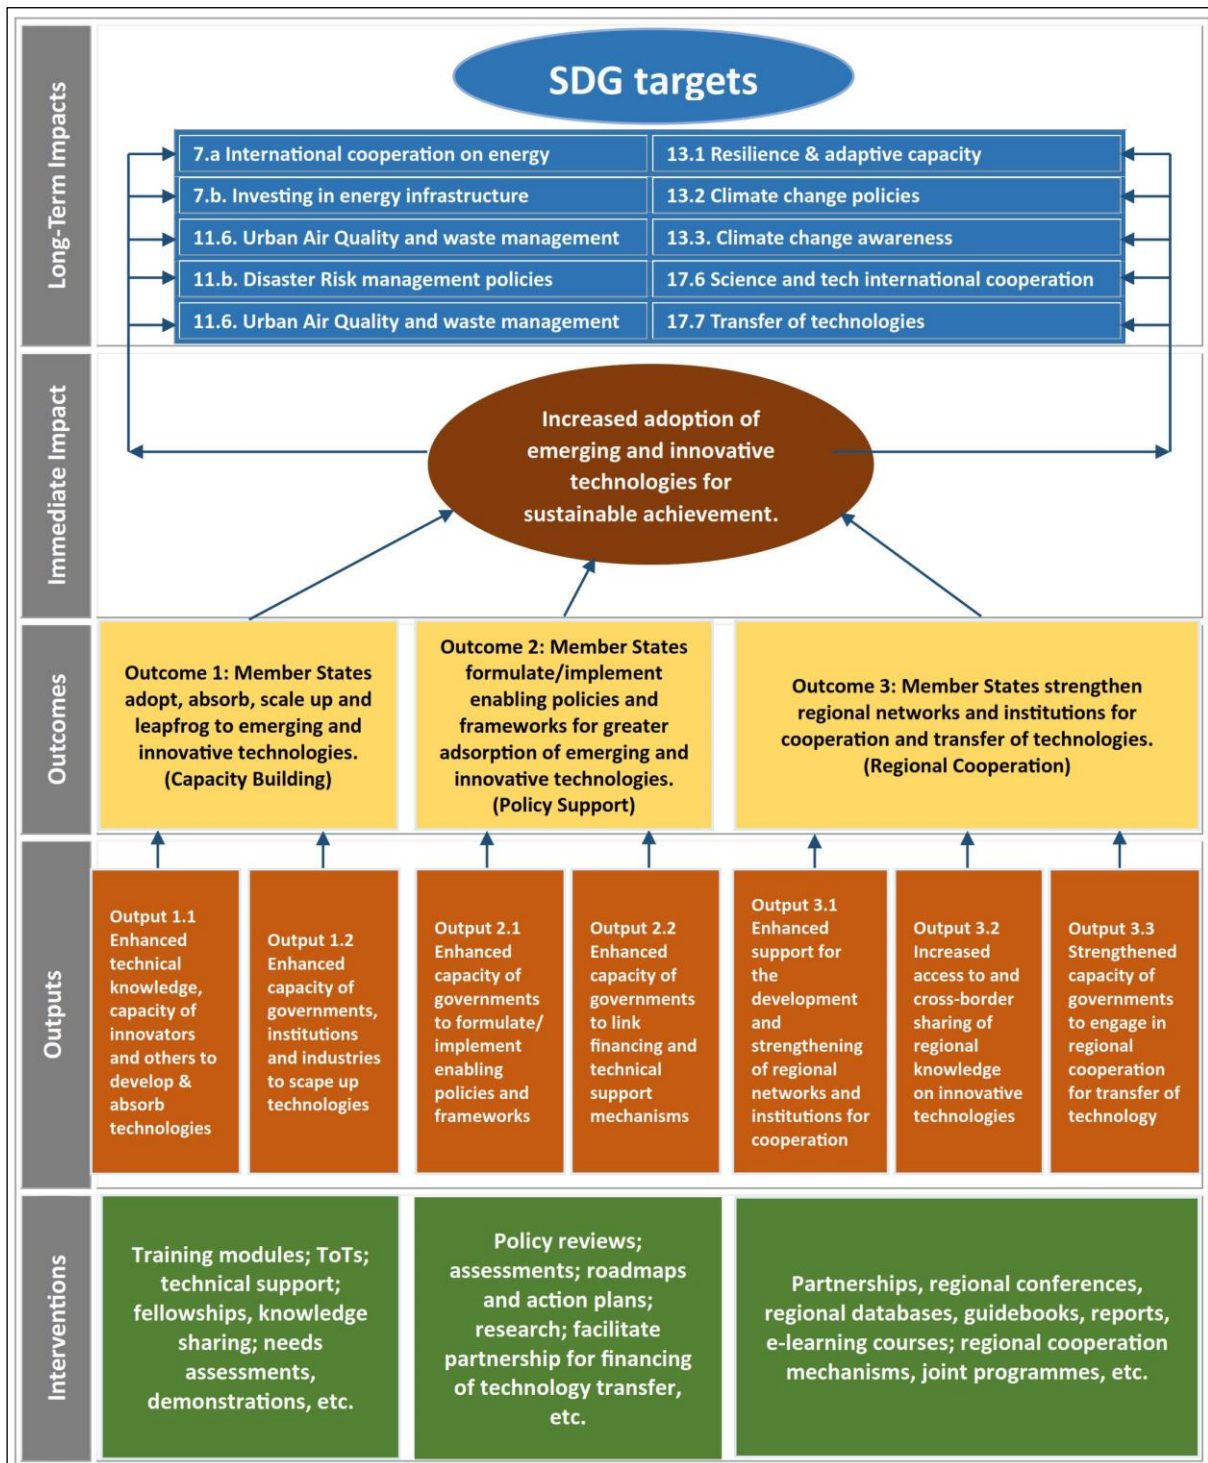 Long-Term Impacts
SDG targets
7.a International cooperation on energy
13.1 Resilience & adaptive capacity
7.b. Investing in energy infrastructure
13.2 Climate change policies
11.6. Urban Air Quality and waste management
13.3. Climate change awareness
11.b. Disaster Risk management policies
17.6 Science and tech international cooperation
11.6. Urban Air Quality and waste management
17.7 Transfer of technologies
Immediate Impact
Increased adoption of
emerging and innovative
technologies for
sustainable achievement.
Outcomes
Outcome 1: Member States
adopt, absorb, scale up and
leapfrog to emerging and
innovative technologies.
(Capacity Building)
Outcome 2: Member States
formulate/implement
enabling policies and
frameworks for greater
adsorption of emerging and
innovative technologies.
(Policy Support)
Outcome 3: Member States strengthen
regional networks and institutions for
cooperation and transfer of technologies.
(Regional Cooperation)
Outputs
Output 1.1
Enhanced
technical
knowledge,
capacity of
innovators
and others to
develop &
absorb
technologies
Output 1.2
Enhanced
capacity of
governments,
institutions
and industries
to scape up
technologies
Output 2.1
Enhanced
capacity of
governments
to formulate/
implement
enabling
policies and
frameworks
Output 2.2
Enhanced
capacity of
governments
to link
financing and
technical
support
mechanisms
Output 3.1
Enhanced
support for
the
development
and
strengthening
of regional
networks and
institutions for
cooperation
Output 3.2
Increased
access to and
cross-border
sharing of
regional
knowledge
on innovative
technologies
Output 3.3
Strengthened
capacity of
governments
to engage in
regional
cooperation
for transfer of
technology
Interventions
Training modules; ToTs;
technical support;
fellowships, knowledge
sharing; needs
assessments,
demonstrations, etc.
Policy reviews;
assessments; roadmaps
and action plans;
research; facilitate
partnership for financing
of technology transfer,
etc.
Partnerships, regional conferences,
regional databases, guidebooks, reports,
e-learning courses; regional cooperation
mechanisms, joint programmes, etc.